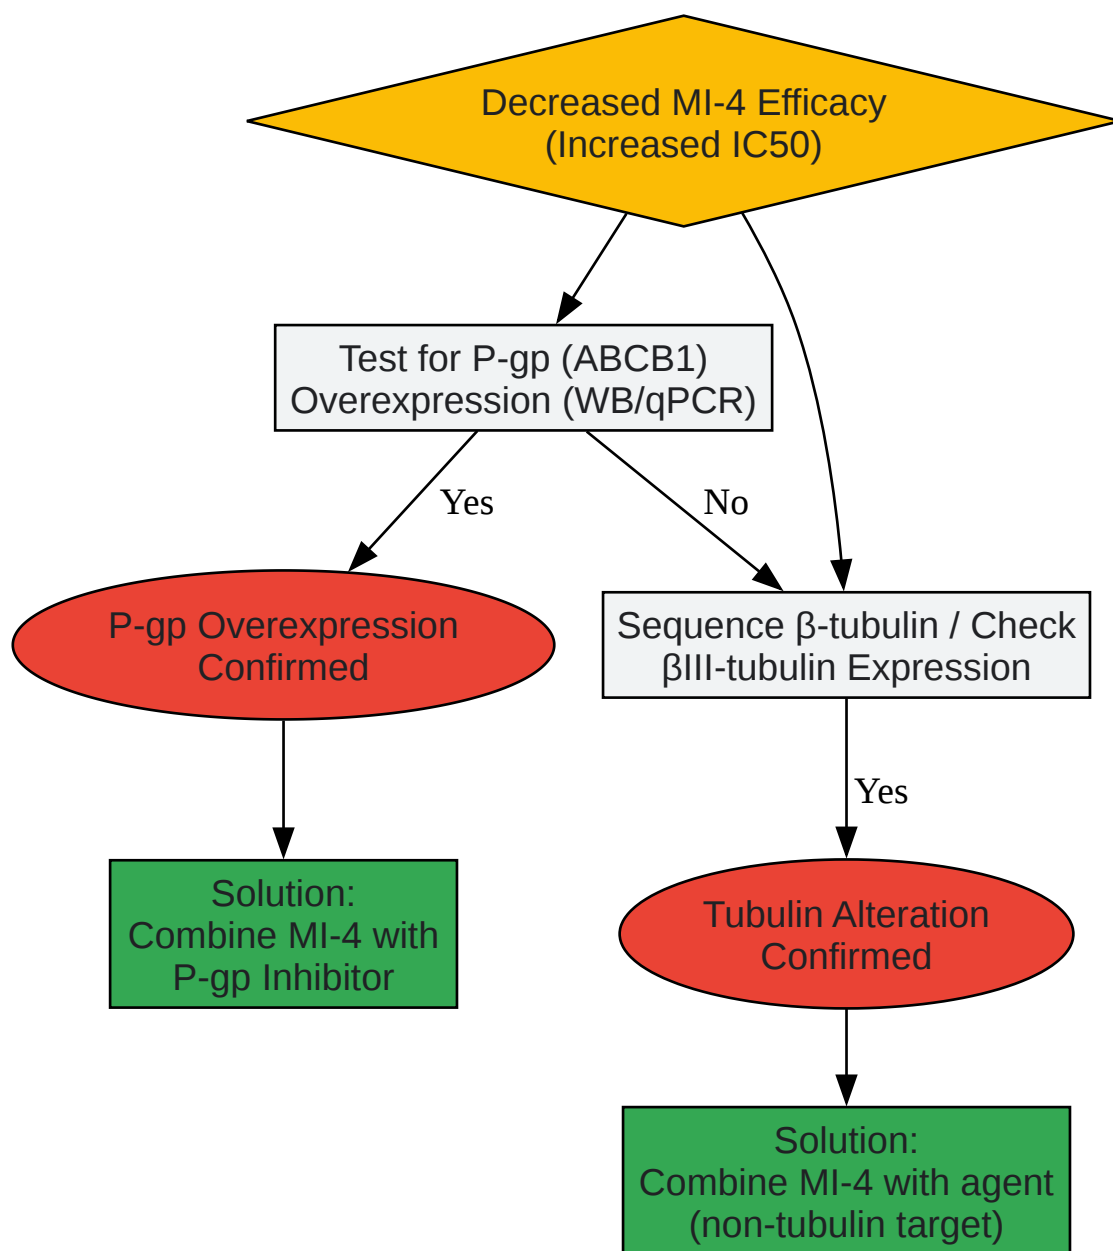 Decreased MI-4 Efficacy
(Increased IC50)
Test for P-gp (ABCB1)
Overexpression (WB/qPCR)
Yes
No
P-gp Overexpression
Confirmed
Sequence β-tubulin / Check
βIII-tubulin Expression
Yes
Solution:
Combine MI-4 with
P-gp Inhibitor
Tubulin Alteration
Confirmed
Solution:
Combine MI-4 with agent
(non-tubulin target)